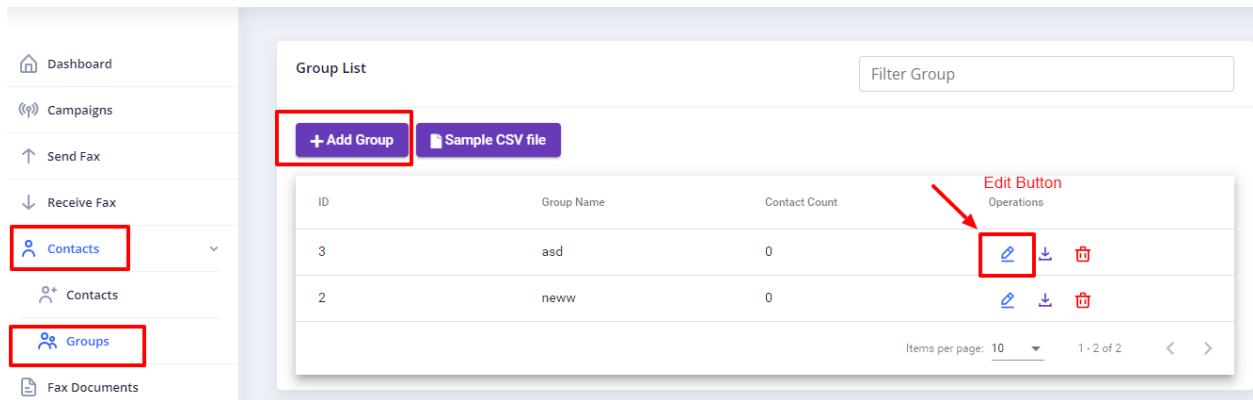 Dashboard
Campaigns
Send Fax
Receive Fax
Contacts
Contacts
Groups
Fax Documents
Group List
Filter Group
+ Add Group
Sample CSV file
Edit Button
ID Group Name Contact Count Operations
3 asd 0
2 neww 0
Items per page: 10 1 - 2 of 2